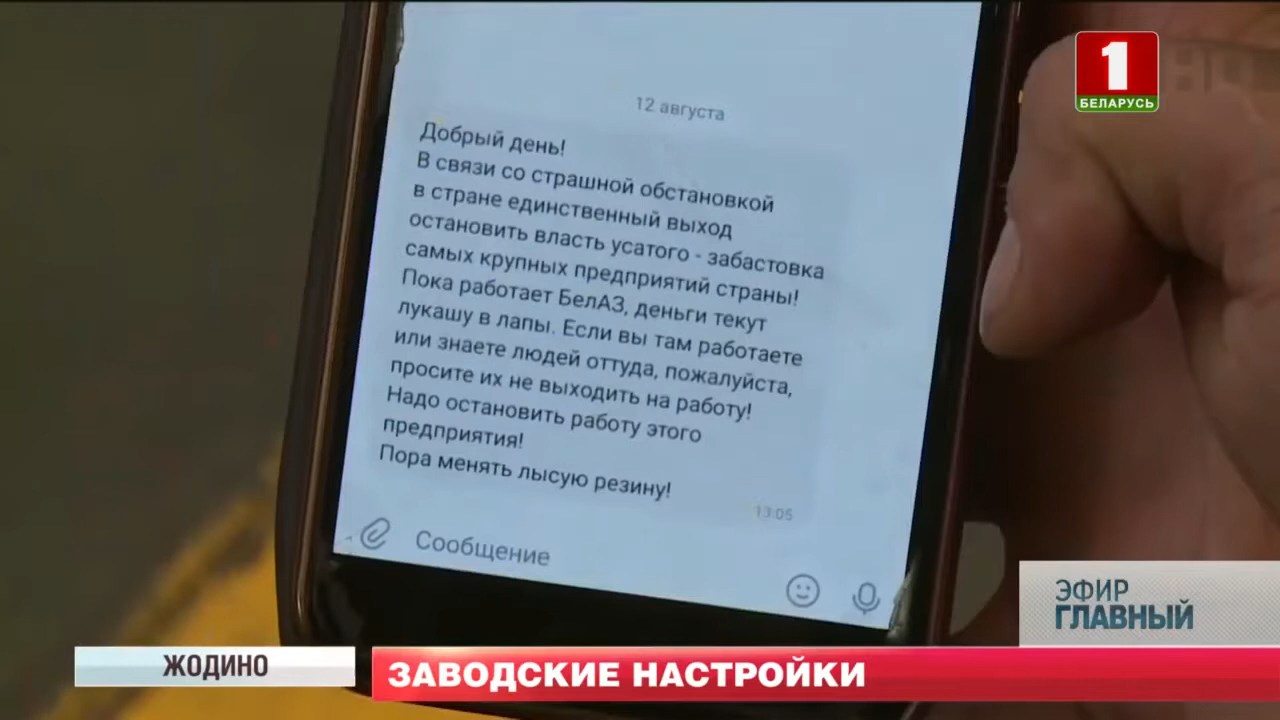 1
БЕЛАРУСЬ
12 августа
Добрый день!
В связи со страшной обстановкой
в стране единственный выход
остановить власть усатого - забастовка
самых крупных предприятий страны!
Пока работает БелАЗ, деньги текут
лукашу в лапы. Если вы там работаете
или знаете людей оттуда, пожалуйста,
просите их не выходить на работу!
Надо остановить работу этого
предприятия!
Пора менять лысую резину!
13:05
Сообщение
ЭФИР
ГЛАВНЫЙ
ЖОДИНО
ЗАВОДСКИЕ НАСТРОЙКИ